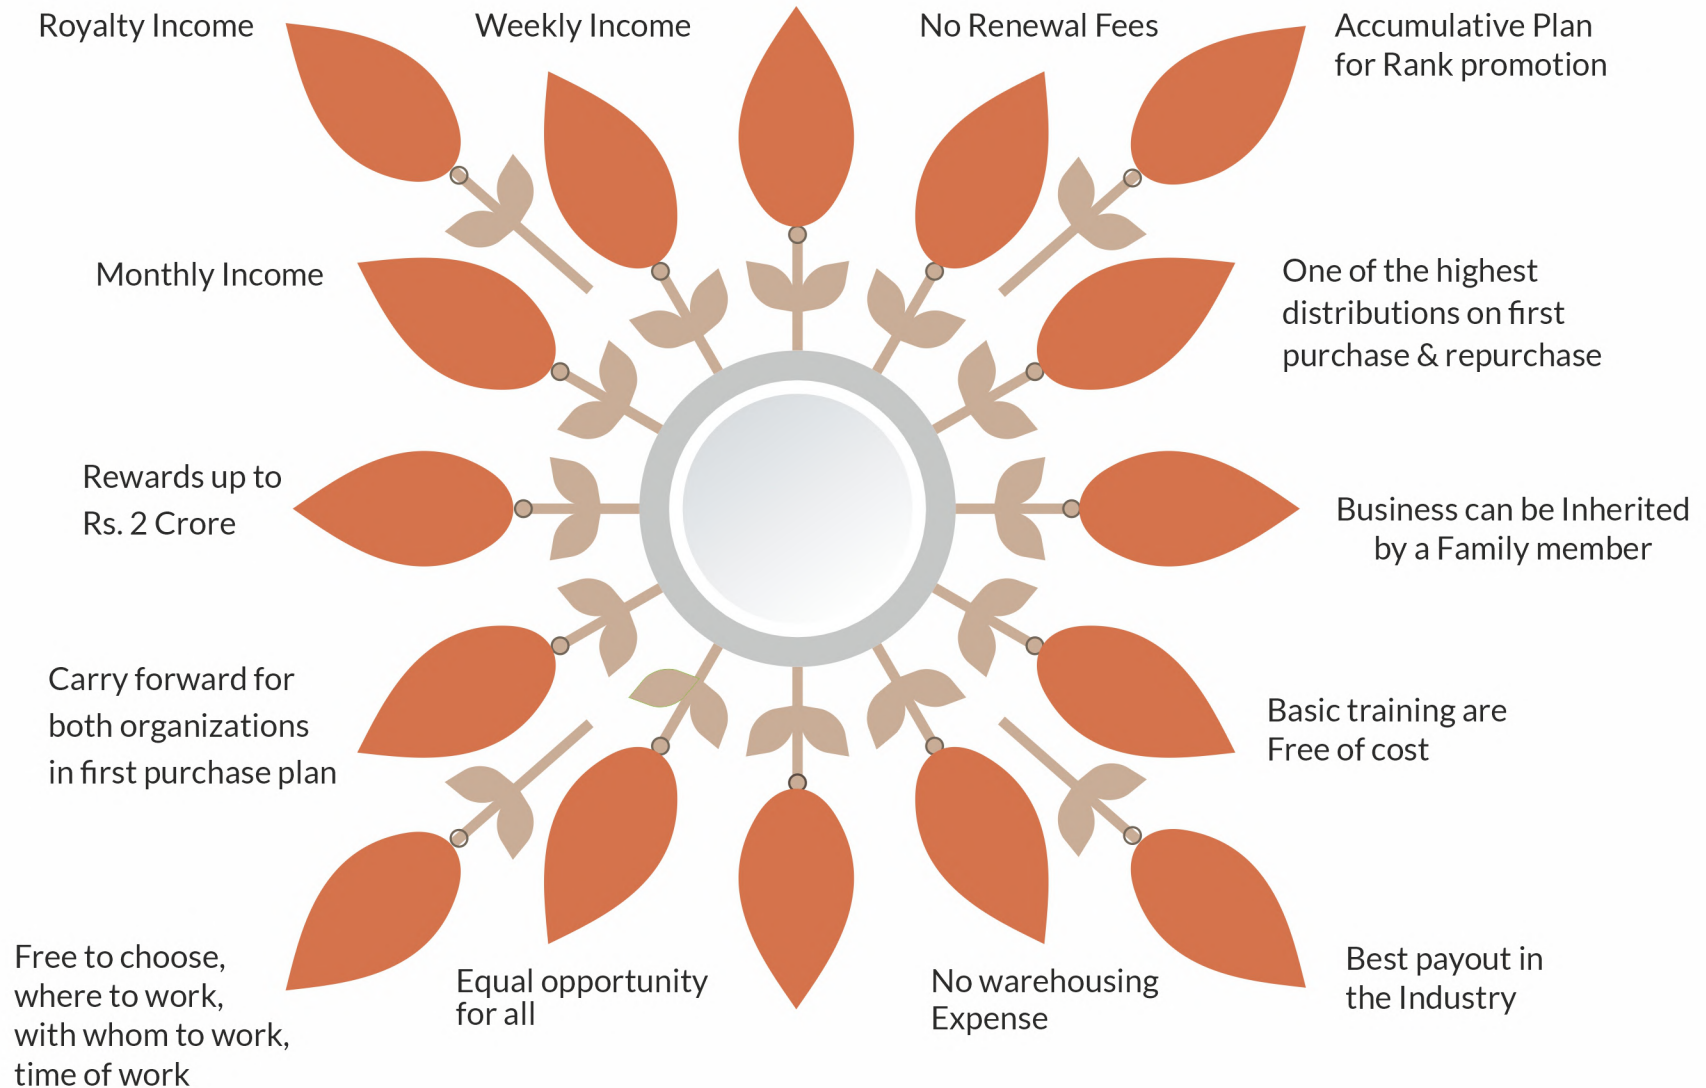 Royalty Income
Weekly Income
No Renewal Fees
Accumulative Plan
for Rank promotion
Monthly Income
One of the highest
distributions on first
purchase & repurchase
Rewards up to
Rs. 2 Crore
Business can be Inherited
by a Family member
Carry forward for
both organizations
in first purchase plan
Basic training are
Free of cost
Free to choose,
where to work,
with whom to work,
time of work
Equal opportunity
for all
No warehousing
Expense
Best payout in
the Industry